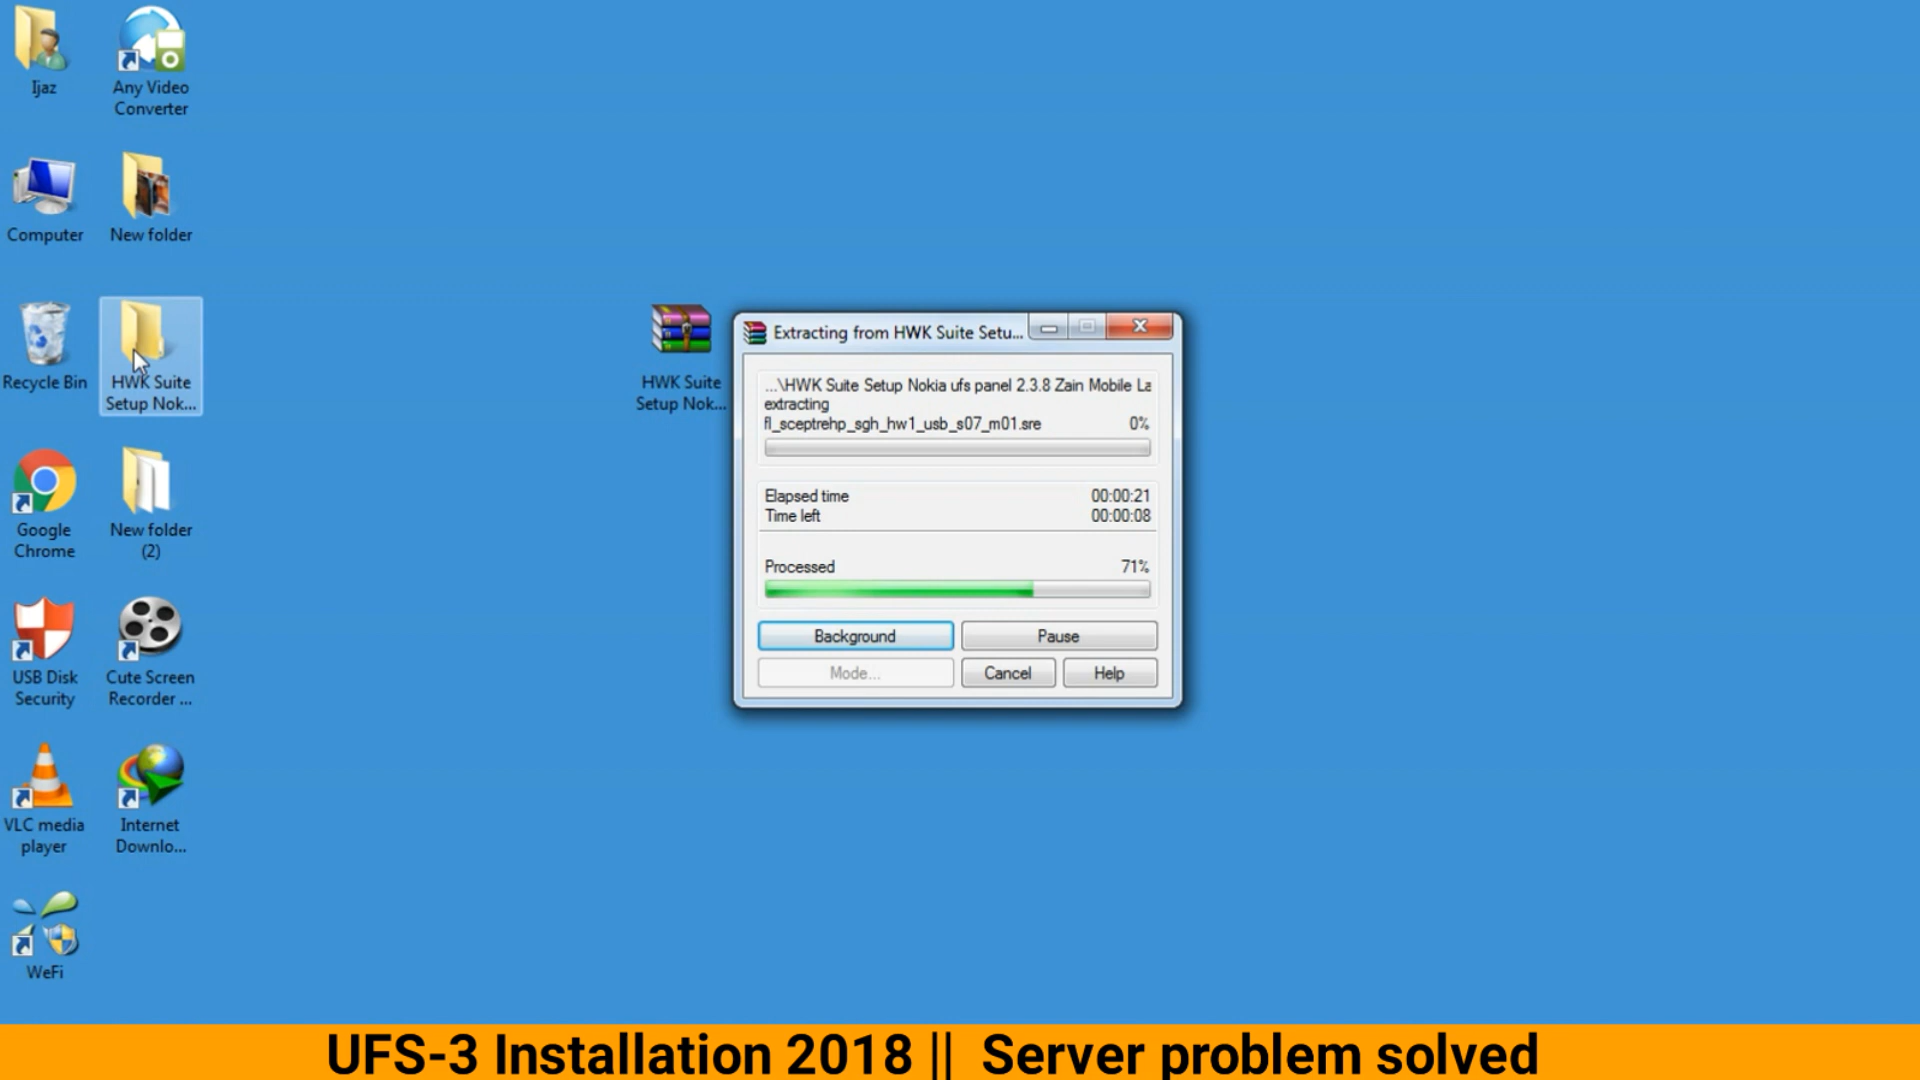 Ijaz
Any Video
Converter
Computer
New folder
Recycle Bin
HWK Suite
Setup Nok...
Google
Chrome
New folder
(2)
USB Disk
Security
Cute Screen
Recorder ...
VLC media
player
Internet
Downlo...
WeFi
HWK Suite
Setup Nok...
Extracting from HWK Suite Setu...
...\HWK Suite Setup Nokia ufs panel 2.3.8 Zain Mobile La
extracting
fl_sceptrehp_sgh_hw1_usb_s07_m01.sre 0%
Elapsed time 00:00:21
Time left 00:00:08
Processed 71%
Background Pause
Mode... Cancel Help
UFS-3 Installation 2018 || Server problem solved